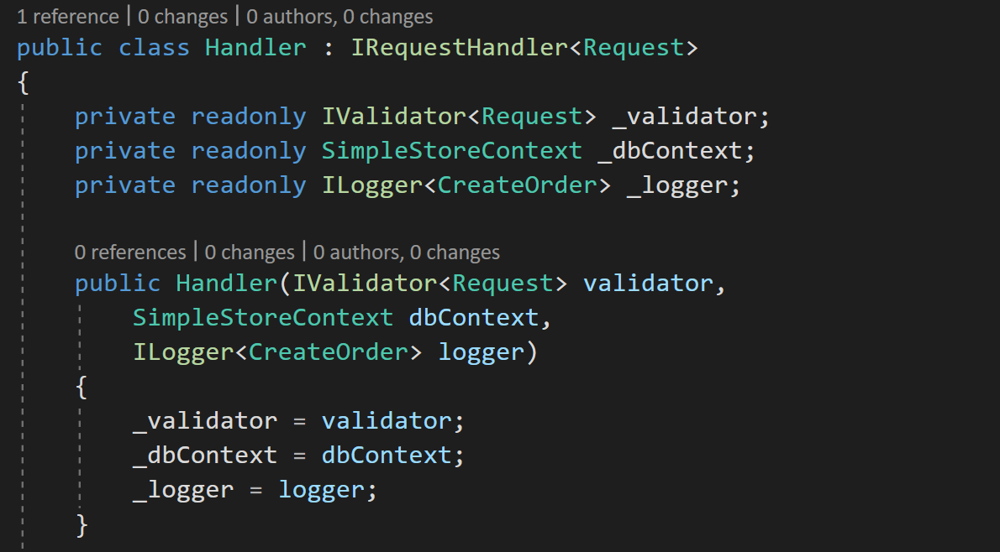 1 reference | 0 changes | 0 authors, 0 changes
public class Handler : IRequestHandler<Request>
{
    private readonly IValidator<Request> _validator;
    private readonly SimpleStoreContext _dbContext;
    private readonly ILogger<CreateOrder> _logger;

    0 references | 0 changes | 0 authors, 0 changes
    public Handler(IValidator<Request> validator,
        SimpleStoreContext dbContext,
        ILogger<CreateOrder> logger)
    {
        _validator = validator;
        _dbContext = dbContext;
        _logger = logger;
    }